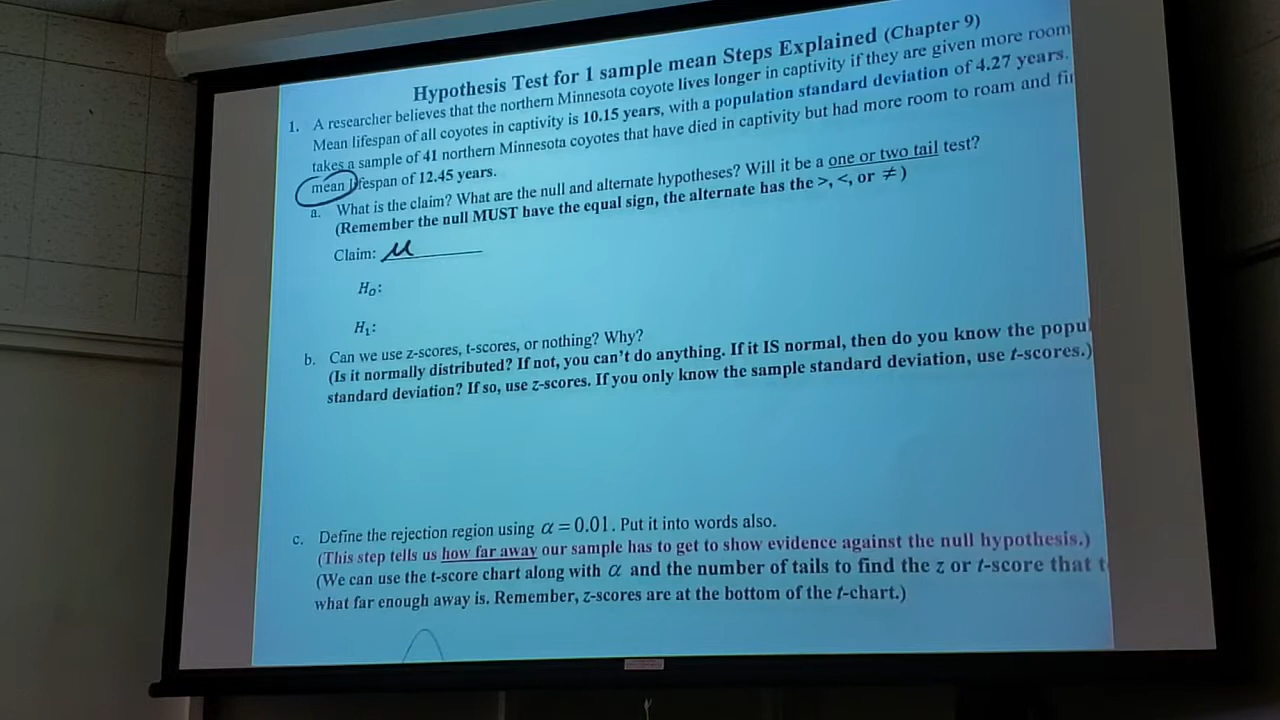 Hypothesis Test for 1 sample mean Steps Explained (Chapter 9)
1. A researcher believes that the northern Minnesota coyote lives longer in captivity if they are given more room
Mean lifespan of all coyotes in captivity is 10.15 years, with a population standard deviation of 4.27 years.
takes a sample of 41 northern Minnesota coyotes that have died in captivity but had more room to roam and
mean lifespan of 12.45 years.
a. What is the claim? What are the null and alternate hypotheses? Will it be a one or two tail test?
(Remember the null MUST have the equal sign, the alternate has the >, <, or ≠)
Claim: μ
H₀:
H₁:
b. Can we use z-scores, t-scores, or nothing? Why?
(Is it normally distributed? If not, you can't do anything. If it IS normal, then do you know the popul
standard deviation? If so, use z-scores. If you only know the sample standard deviation, use t-scores.)
c. Define the rejection region using α = 0.01. Put it into words also.
(This step tells us how far away our sample has to get to show evidence against the null hypothesis.)
(We can use the t-score chart along with α and the number of tails to find the z or t-score that t
what far enough away is. Remember, z-scores are at the bottom of the t-chart.)